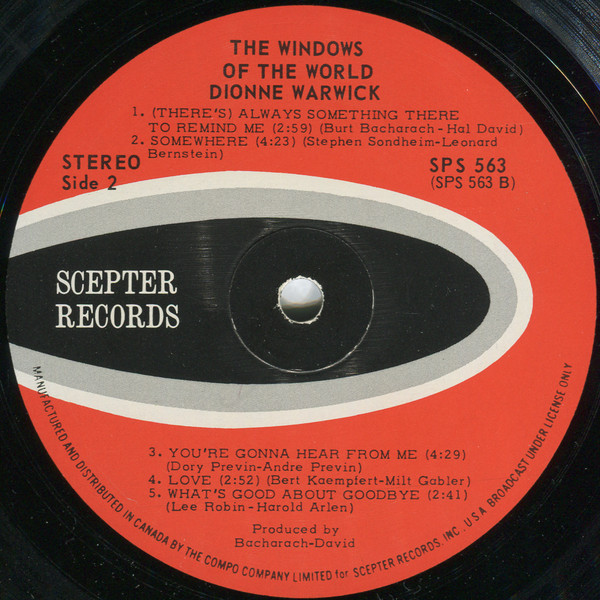 THE WINDOWS
OF THE WORLD
DIONNE WARWICK
1. (THERE'S) ALWAYS SOMETHING THERE
TO REMIND ME (2:59) (Burt Bacharach-Hal David)
2. SOMEWHERE (4:23) (Stephen Sondheim-Leonard
Bernstein)
STEREO
Side 2
SPS 563
(SPS 563 B)
SCEPTER
RECORDS
3. YOU'RE GONNA HEAR FROM ME (4:29)
(Dory Previn-Andre Previn)
4. LOVE (2:52) (Bert Kaempfert-Milt Gabler)
5. WHAT'S GOOD ABOUT GOODBYE (2:41)
(Lee Robin-Harold Arlen)
Produced by
Bacharach-David
MANUFACTURED AND DISTRIBUTED IN CANADA BY THE COMPO COMPANY LIMITED for SCEPTER RECORDS, INC., U.S.A. BROADCAST UNDER LICENSE ONLY